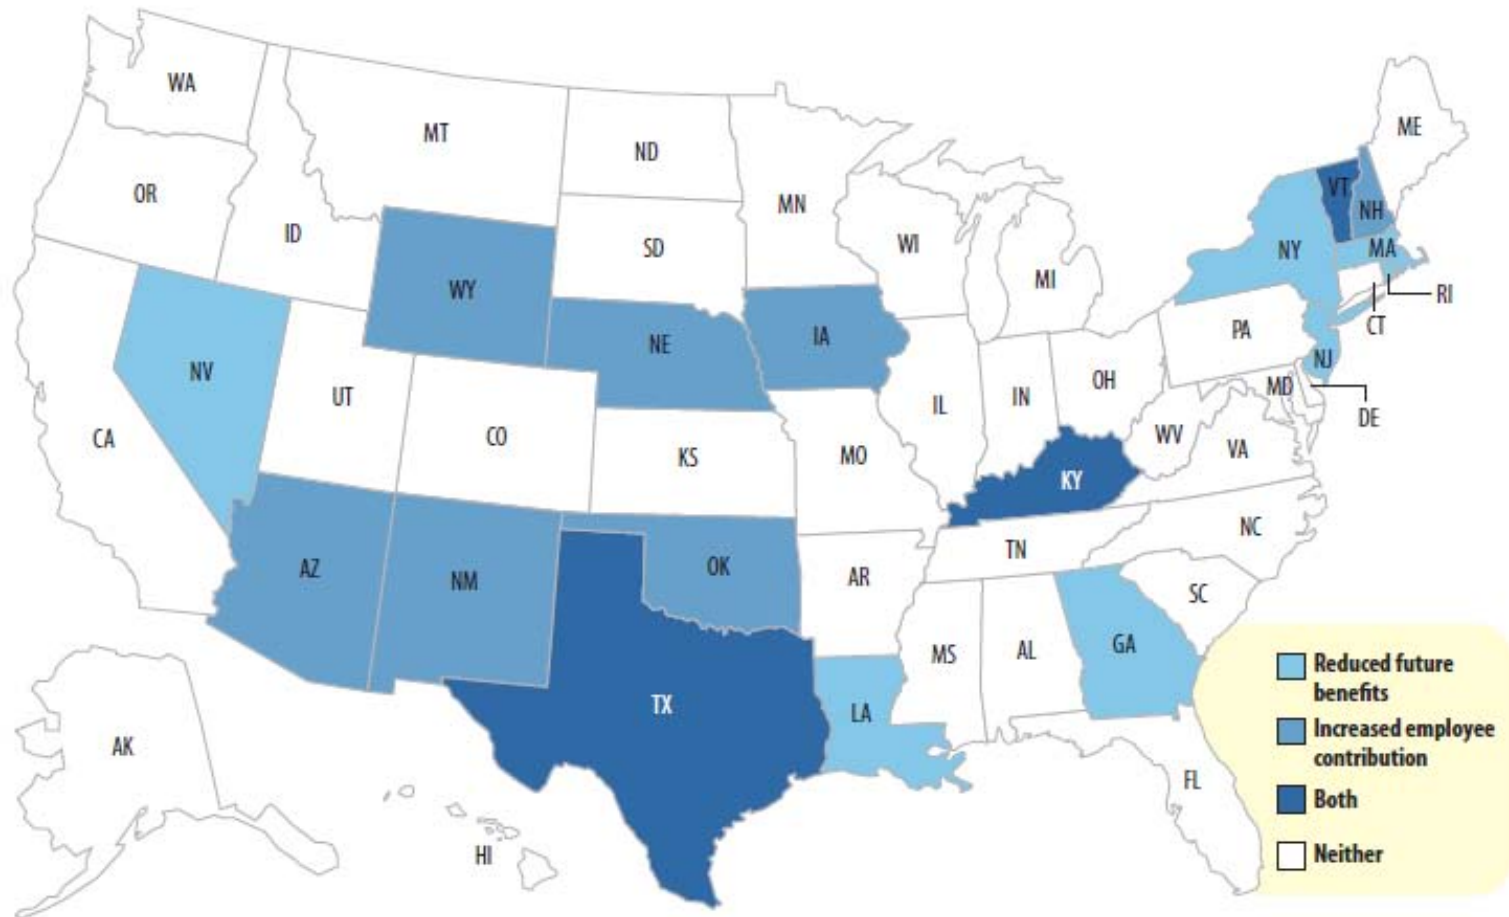 WA
MT
ND
ME
OR
MN
VT
NH
ID
SD
WI
NY
MA
WY
MI
RI
CT
NE
IA
PA
NV
NJ
UT
OH
MD
IL
IN
DE
CA
CO
KS
MO
WV
VA
KY
NC
AZ
NM
OK
AR
TN
SC
MS
AL
GA
TX
LA
AK
FL
HI
Reduced future
benefits
Increased employee
contribution
Both
Neither